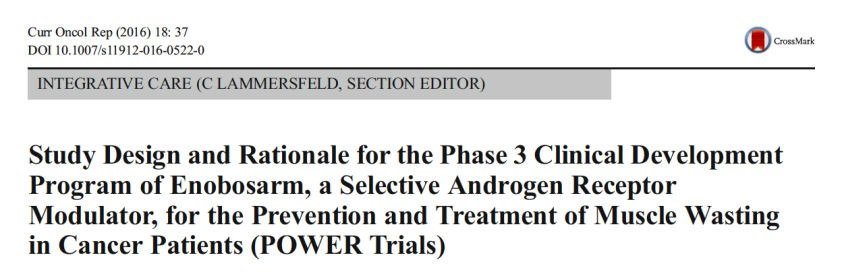 Curr Oncol Rep (2016) 18: 37
DOI 10.1007/s11912-016-0522-0
CrossMark
INTEGRATIVE CARE (C LAMMERSFELD, SECTION EDITOR)
Study Design and Rationale for the Phase 3 Clinical Development
Program of Enobosarm, a Selective Androgen Receptor
Modulator, for the Prevention and Treatment of Muscle Wasting
in Cancer Patients (POWER Trials)